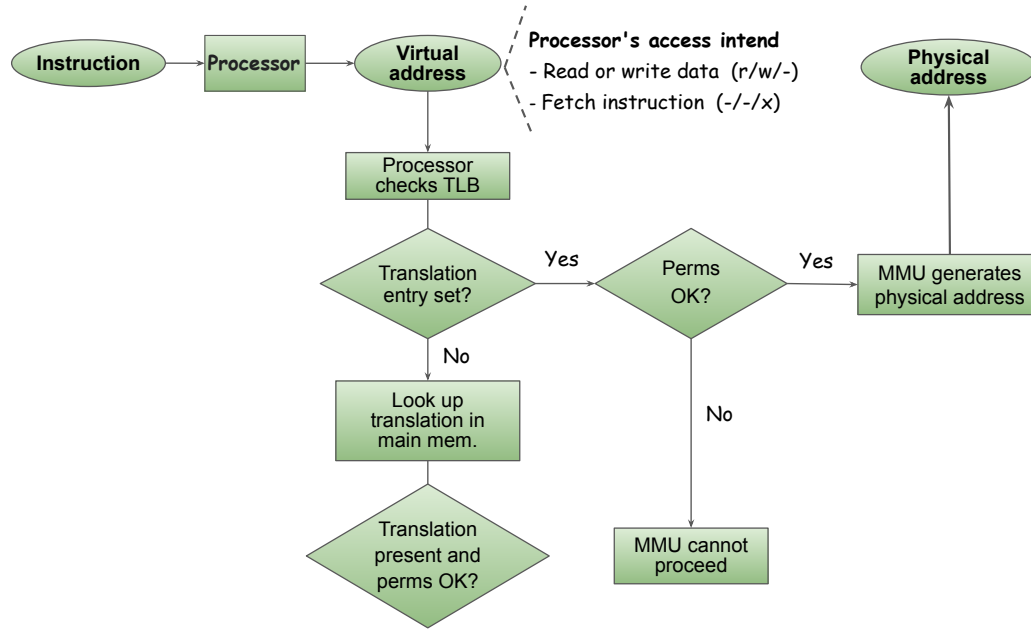 Instruction
Processor
Virtual
address
Processor's access intend
- Read or write data (r/w/-)
- Fetch instruction (-/-/x)
Physical
address
Processor
checks TLB
Translation
entry set?
Yes
Perms
OK?
Yes
MMU generates
physical address
No
Look up
translation in
main mem.
No
Translation
present and
perms OK?
MMU cannot
proceed